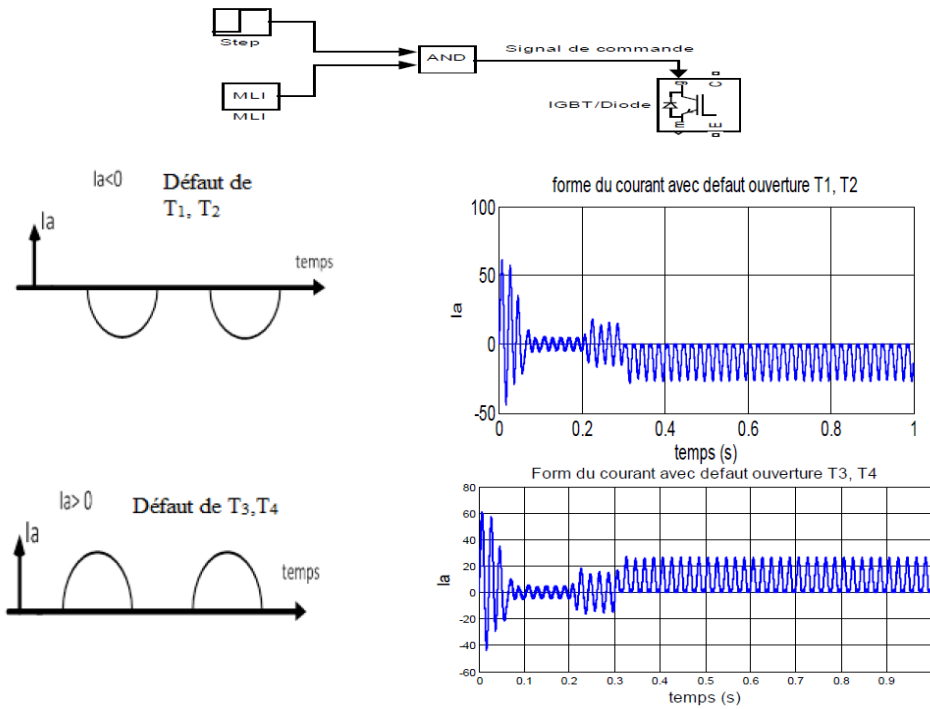 Step
AND
Signal de commande
MLI
MLI
IGBT/Diode
g
C
m
E
Ia<0
Défaut de
T1, T2
Ia
temps
forme du courant avec defaut ouverture T1, T2
100
50
0
-50
Ia
0
0.2
0.4
0.6
0.8
1
temps (s)
Ia> 0
Défaut de T3,T4
Ia
temps
Form du courant avec defaut ouverture T3, T4
80
60
40
20
0
-20
-40
-60
Ia
0
0.1
0.2
0.3
0.4
0.5
0.6
0.7
0.8
0.9
temps (s)